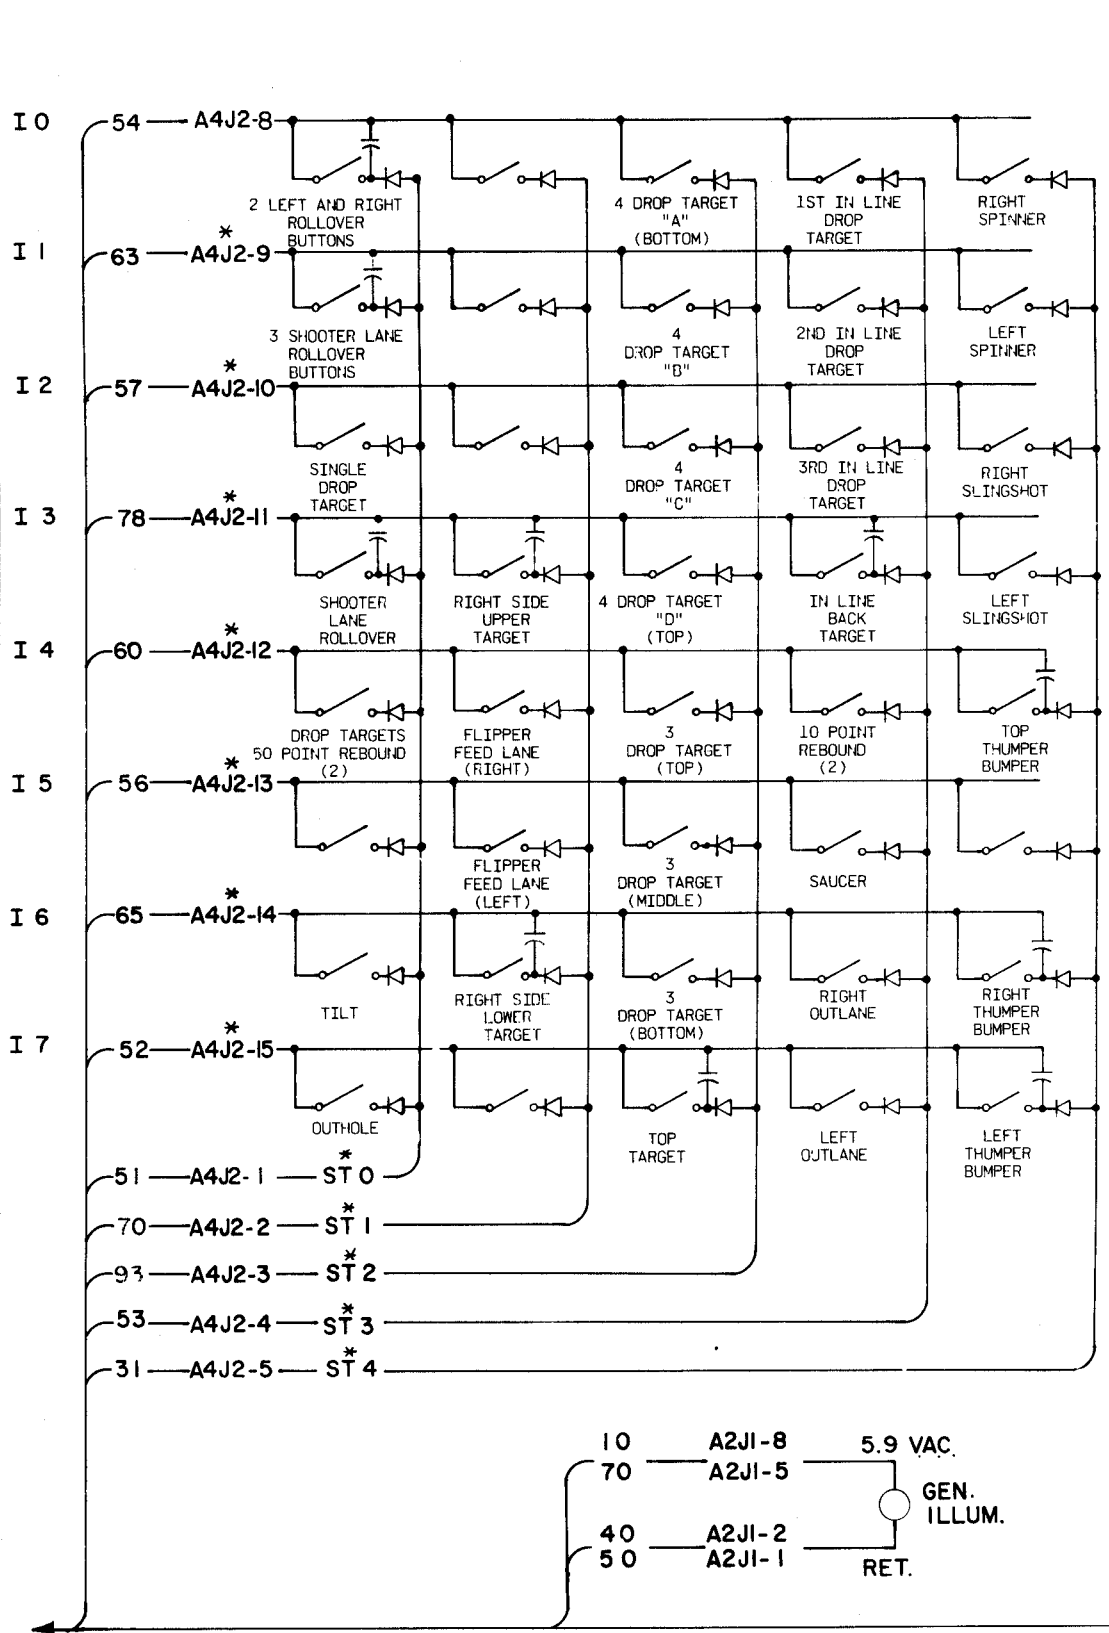 I 0 54 A4J2-8
2 LEFT AND RIGHT 4 DROP TARGET 1ST IN LINE RIGHT
ROLLOVER "A" DROP SPINNER
BUTTONS (BOTTOM) TARGET
*
I 1 63 A4J2-9
3 SHOOTER LANE 4 2ND IN LINE LEFT
ROLLOVER DROP TARGET DROP SPINNER
BUTTONS "B" TARGET
*
I 2 57 A4J2-10
SINGLE 4 3RD IN LINE RIGHT
DROP DROP TARGET DROP SLINGSHOT
TARGET "C" TARGET
*
I 3 78 A4J2-11
SHOOTER RIGHT SIDE 4 DROP TARGET IN LINE LEFT
LANE UPPER "D" BACK SLINGSHOT
ROLLOVER TARGET (TOP) TARGET
*
I 4 60 A4J2-12
DROP TARGETS FLIPPER 3 10 POINT TOP
50 POINT REBOUND FEED LANE DROP TARGET REBOUND THUMPER
(2) (RIGHT) (TOP) (2) BUMPER
*
I 5 56 A4J2-13
FLIPPER 3 SAUCER
FEED LANE DROP TARGET
(LEFT) (MIDDLE)
*
I 6 65 A4J2-14
TILT RIGHT SIDE 3 RIGHT RIGHT
LOWER DROP TARGET OUTLANE THUMPER
TARGET (BOTTOM) BUMPER
*
I 7 52 A4J2-15
OUTHOLE TOP LEFT LEFT
TARGET OUTLANE THUMPER
BUMPER
*
51 A4J2-1 ST 0
*
70 A4J2-2 ST 1
*
93 A4J2-3 ST 2
*
53 A4J2-4 ST 3
*
31 A4J2-5 ST 4
10 A2J1-8 5.9 VAC.
70 A2J1-5
GEN.
ILLUM.
40 A2J1-2
50 A2J1-1
RET.